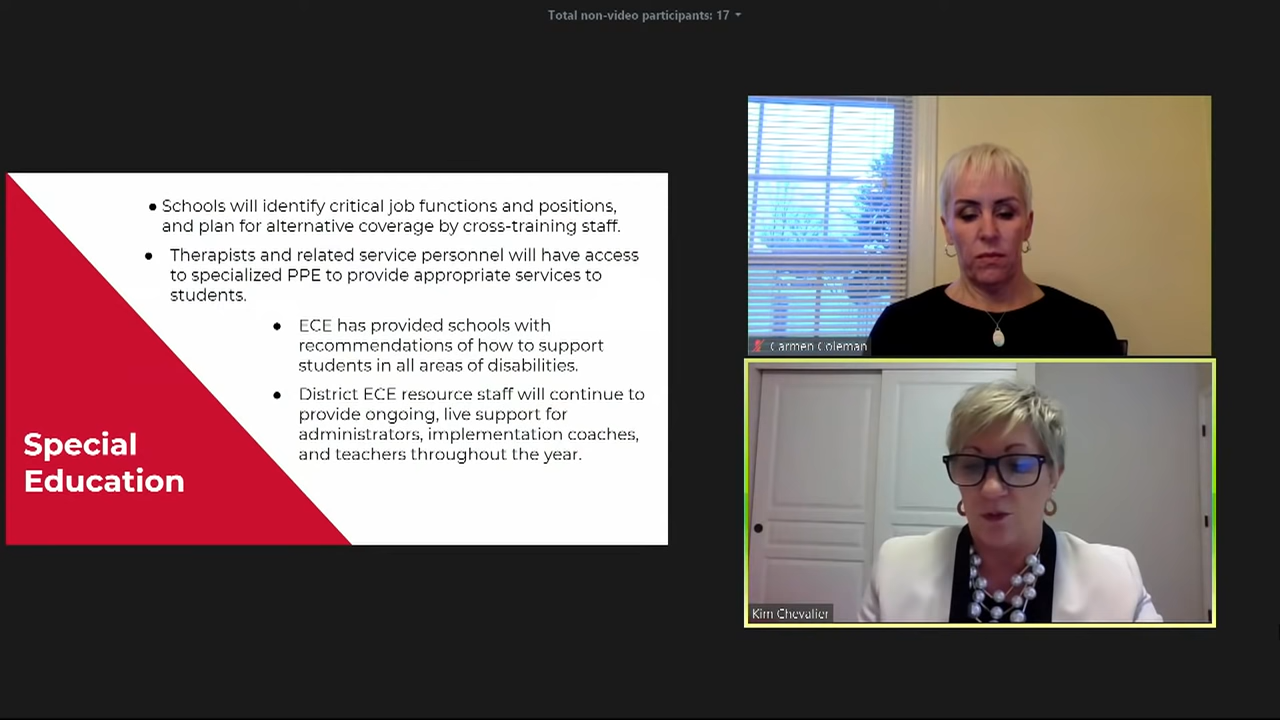 Total non-video participants: 17
• Schools will identify critical job functions and positions,
and plan for alternative coverage by cross-training staff.
• Therapists and related service personnel will have access
to specialized PPE to provide appropriate services to
students.
• ECE has provided schools with
recommendations of how to support
students in all areas of disabilities.
• District ECE resource staff will continue to
provide ongoing, live support for
administrators, implementation coaches,
and teachers throughout the year.
Special
Education
Carmen Coleman
Kim Chevalier